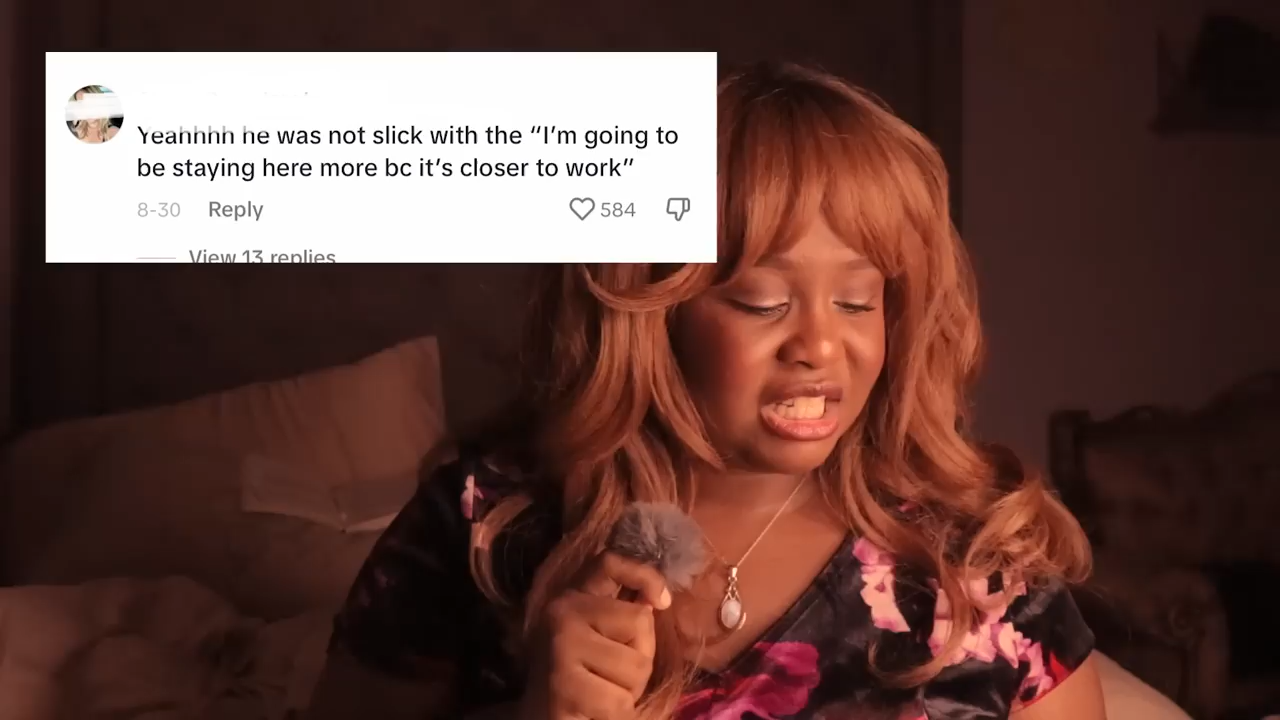 Yeahhhh he was not slick with the “I’m going to
be staying here more bc it’s closer to work”
8-30 Reply 584
View 13 replies